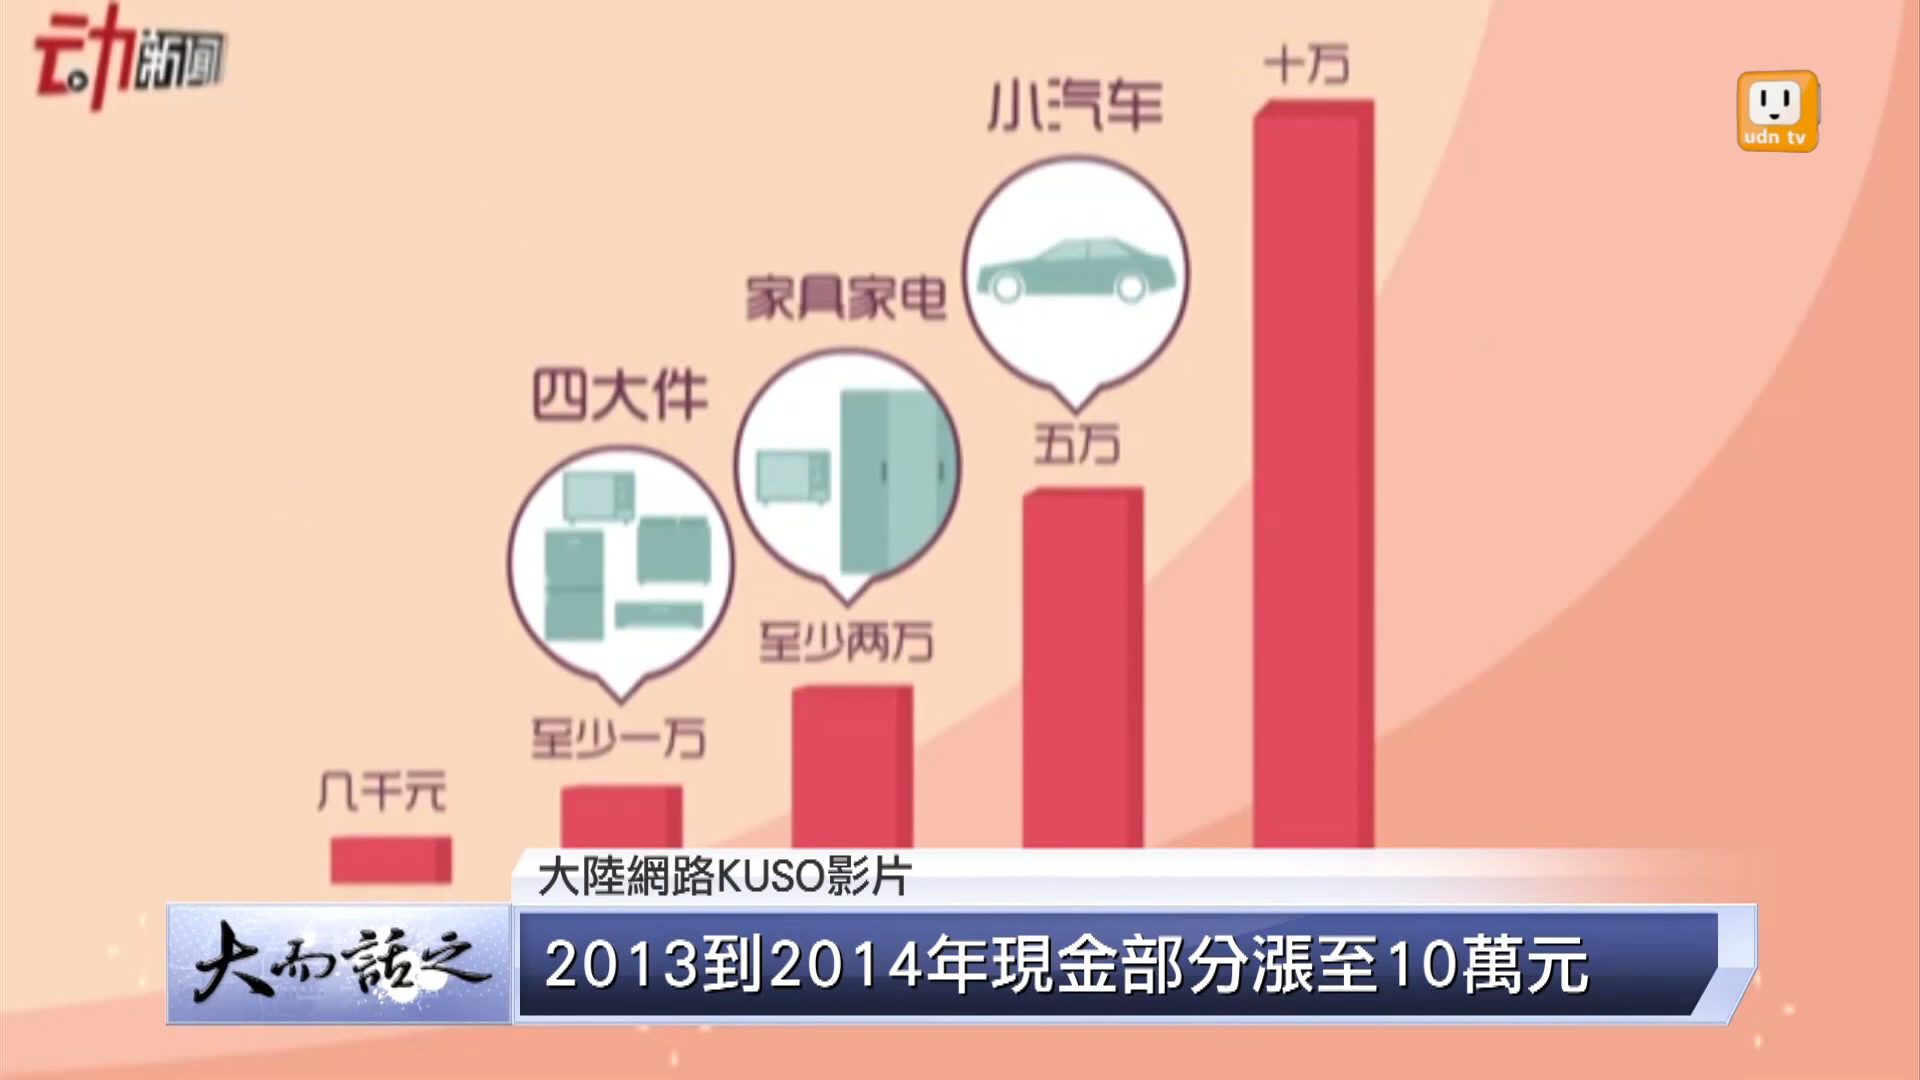 动新闻
十万
小汽车
udn tv
家具家电
四大件
五万
至少两万
至少一万
几千元
大陸網路KUSO影片
大而話之
2013到2014年現金部分漲至10萬元